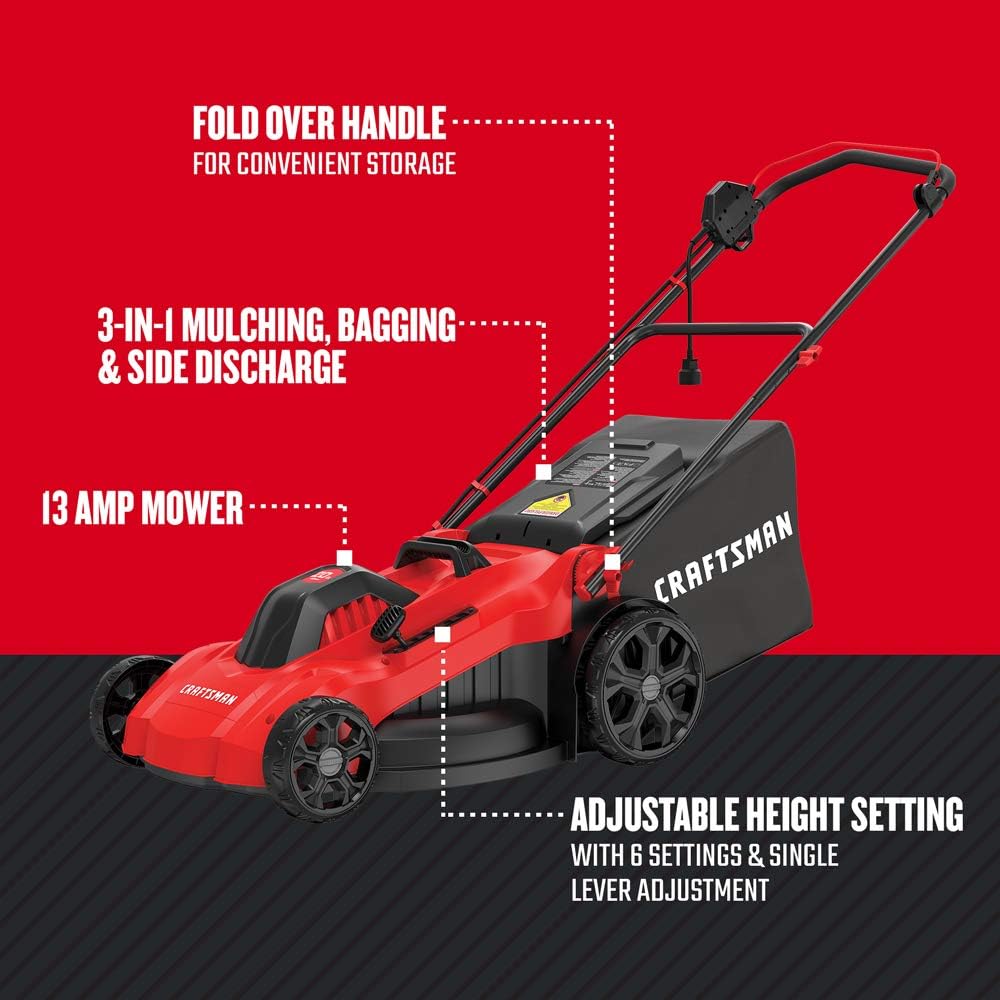 FOLD OVER HANDLE
FOR CONVENIENT STORAGE
3-IN-1 MULCHING, BAGGING
& SIDE DISCHARGE
13 AMP MOWER
CRAFTSMAN
CRAFTSMAN
ADJUSTABLE HEIGHT SETTING
WITH 6 SETTINGS & SINGLE
LEVER ADJUSTMENT